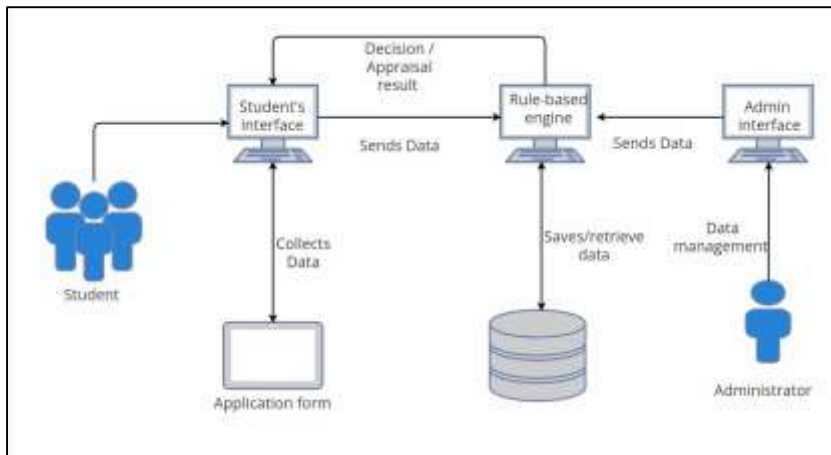 Decision /
Appraisal
result
Student's
interface
Rule-based
engine
Admin
interface
Sends Data
Sends Data
Collects
Data
Saves/retrieve
data
Data
management
Student
Application form
Administrator